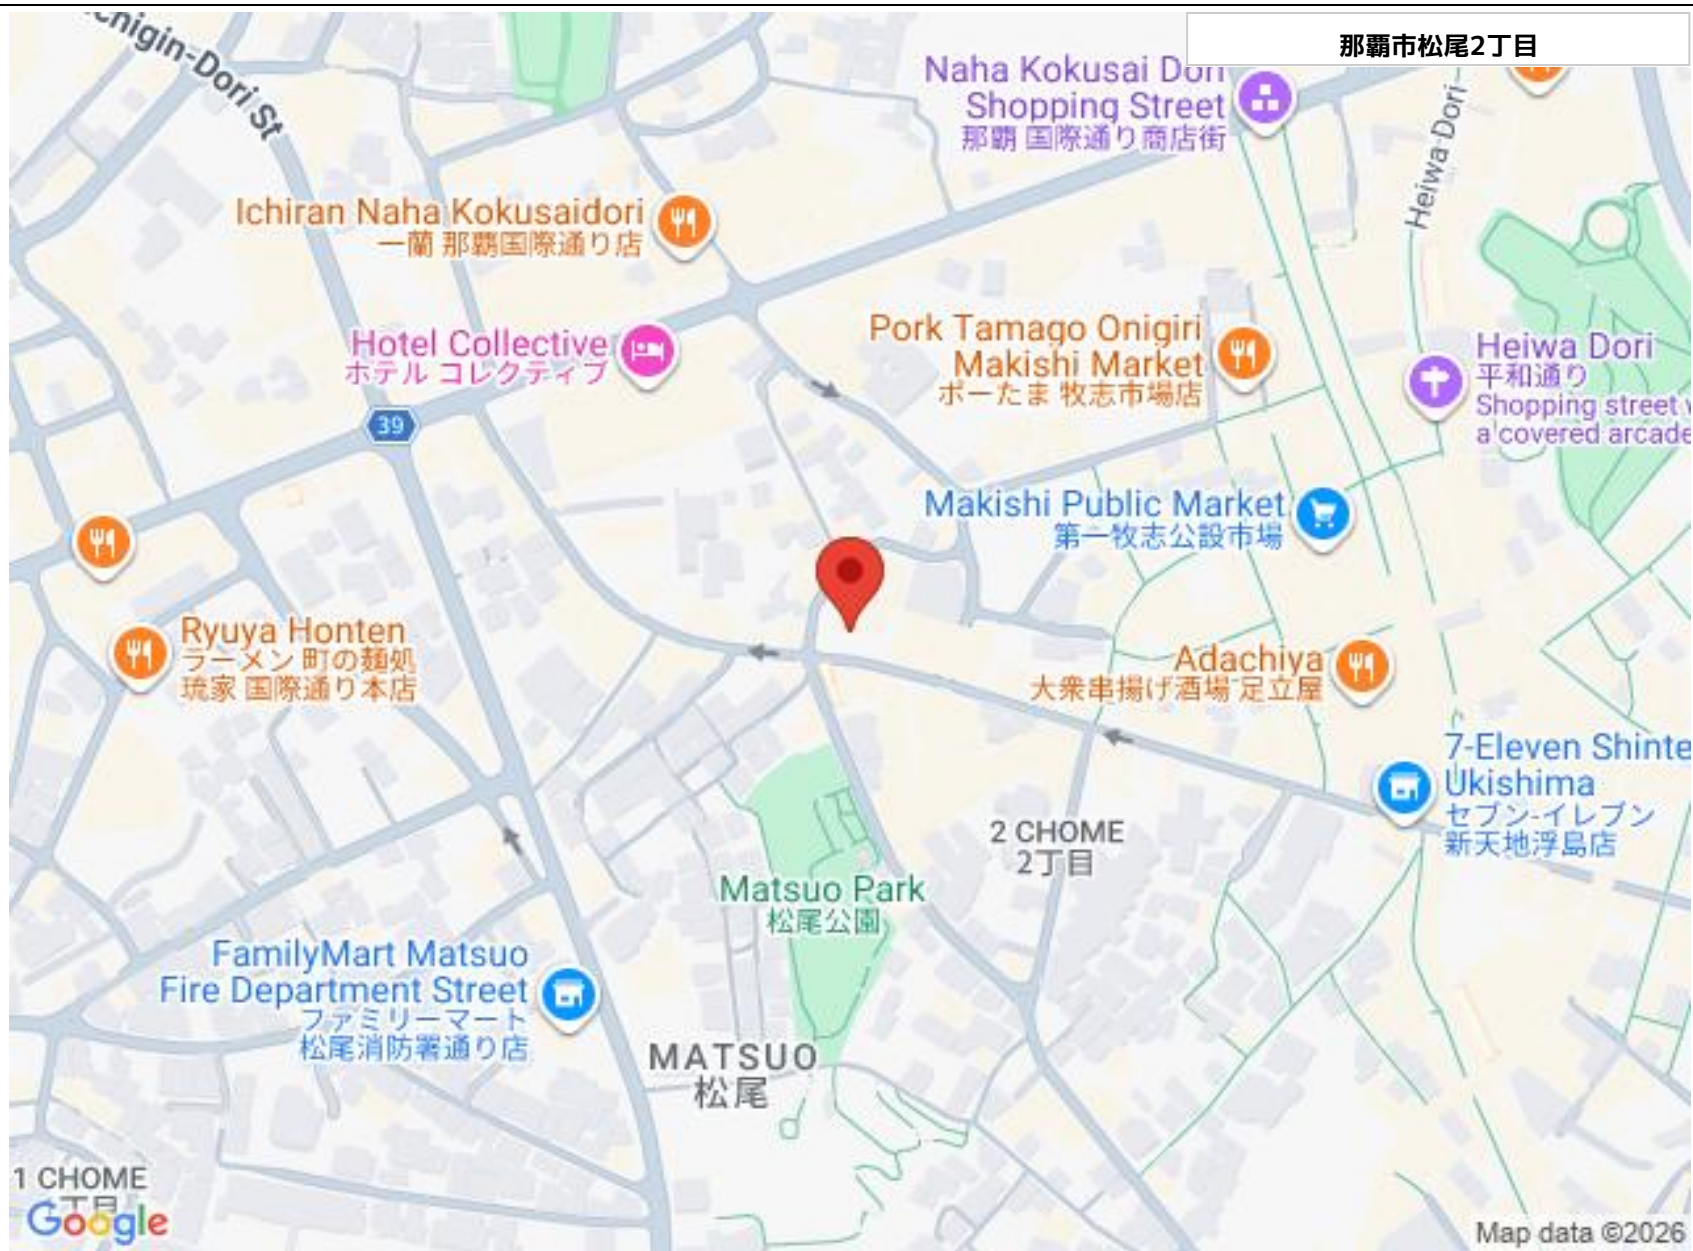 那覇市松尾2丁目
Naha Kokusai Dori
Shopping Street
那覇 国際通り商店街
Heiwa-Dori
Ichiran Naha Kokusaidori
一蘭 那覇国際通り店
Pork Tamago Onigiri
Makishi Market
ポーたま 牧志市場店
Hotel Collective
ホテル コレクティブ
Heiwa Dori
平和通り
Shopping street
a covered arcade
39
Makishi Public Market
第一牧志公設市場
Ryuya Honten
ラーメン 町の麺処
琉家 国際通り本店
Adachiya
大衆串揚げ酒場 足立屋
7-Eleven
Ukishima
セブン-イレブン
新天地浮島店
2 CHOME
2丁目
Matsuo Park
松尾公園
FamilyMart Matsuo
Fire Department Street
ファミリーマート
松尾消防署通り店
MATSUO
松尾
1 CHOME
Google
Map data ©2026